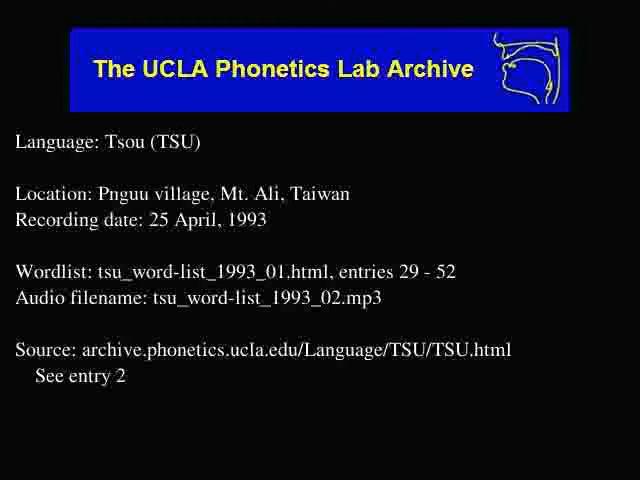 The UCLA Phonetics Lab Archive
Language: Tsou (TSU)
Location: Pnguu village, Mt. Ali, Taiwan
Recording date: 25 April, 1993
Wordlist: tsu_word-list_1993_01.html, entries 29 - 52
Audio filename: tsu_word-list_1993_02.mp3
Source: archive.phonetics.ucla.edu/Language/TSU/TSU.html
See entry 2